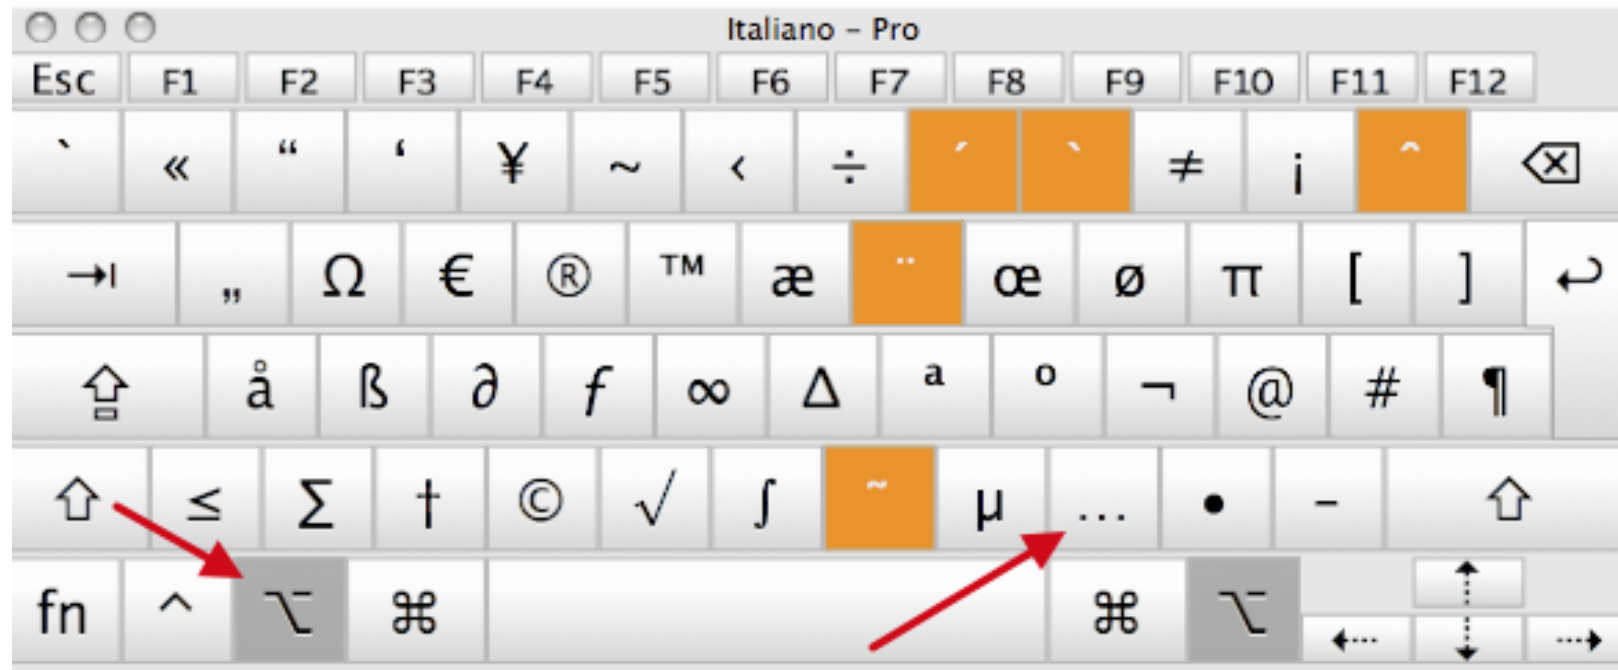 Italiano – Pro
Esc F1 F2 F3 F4 F5 F6 F7 F8 F9 F10 F11 F12
` « “ ‘ ¥ ~ ‹ ÷ ´ ` ≠ ¡ ˆ ⌫
⇥ „ Ω € ® ™ æ ¨ œ ø π [ ] ↩
⇪ å ß ∂ ƒ ∞ ∆ ª º ¬ @ # ¶
⇧ ≤ ∑ † © √ ∫ ˜ µ … • – ⇧
fn ^ ⌥ ⌘ ⌘ ⌥ ⇠ ⇡ ⇣ ⇢